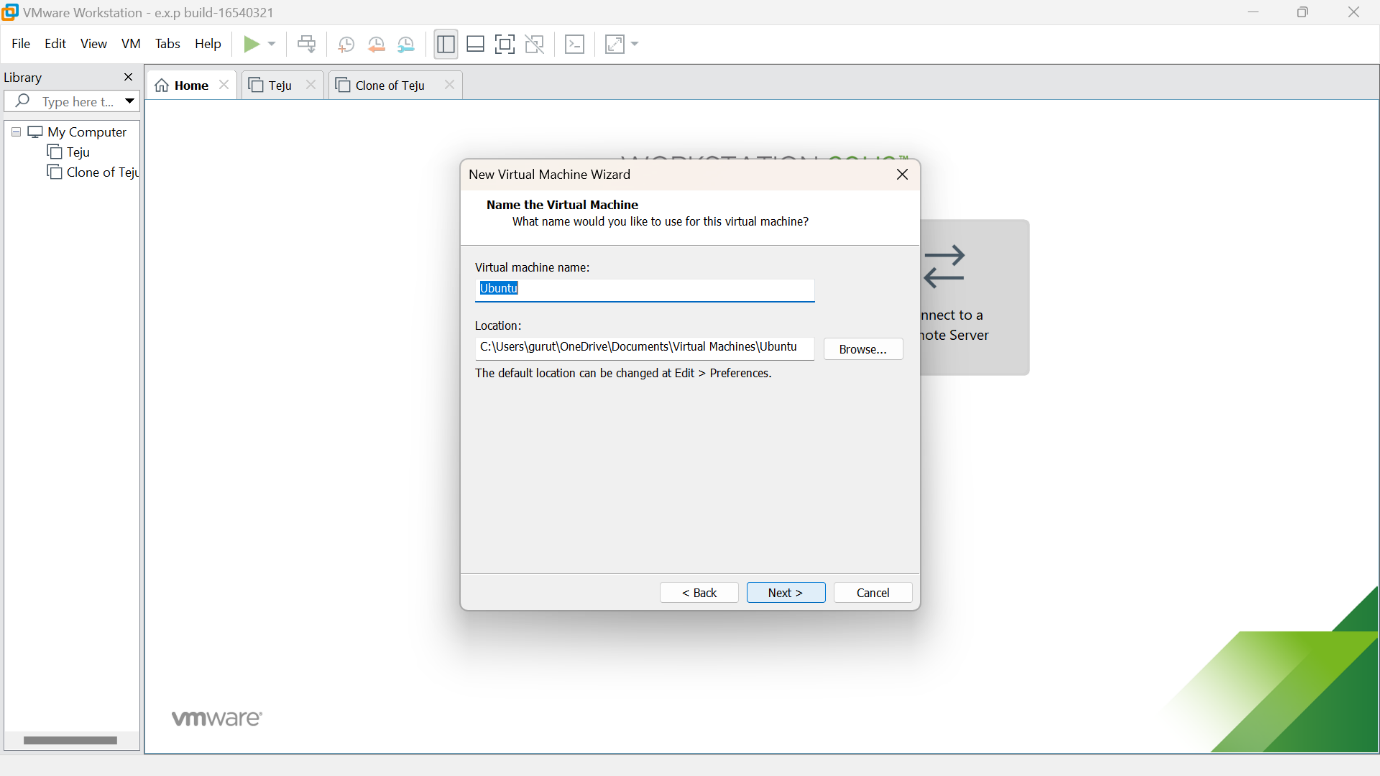 VMware Workstation - e.x.p build-16540321
File Edit View VM Tabs Help
Library
Type here t...
Home Teju Clone of Teju
My Computer
Teju
Clone of Teju
New Virtual Machine Wizard
Name the Virtual Machine
What name would you like to use for this virtual machine?
Virtual machine name:
Ubuntu
Location:
C:\Users\gurut\OneDrive\Documents\Virtual Machines\Ubuntu
Browse...
The default location can be changed at Edit > Preferences.
nnect to a
note Server
< Back Next > Cancel
vmware®